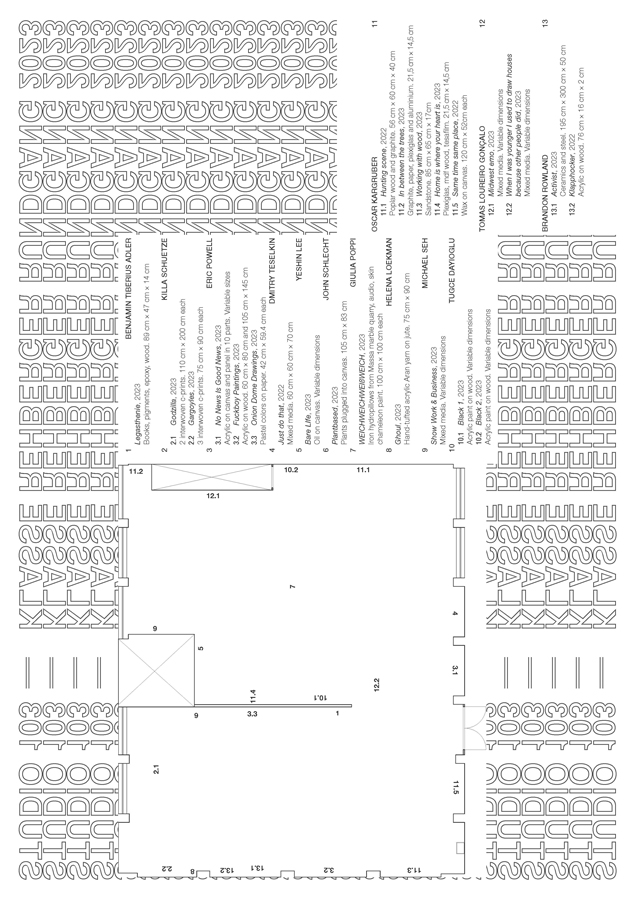 STUDIO 103 — KLASSE BEHRBERGER RUNDGANG 2023
1 BENJAMIN TIBERIUS ADLER
Legasthenie, 2023
Books, pigments, epoxy, wood. 89 cm × 47 cm × 14 cm
2 KILLA SCHUETZE
2.1 Godzilla, 2023
2 interwoven c-prints. 110 cm × 200 cm each
2.2 Gargoyles, 2023
3 interwoven c-prints. 75 cm × 90 cm each
3 ERIC POWELL
3.1 No News Is Good News, 2023
Acrylic on canvas and panel in 10 parts. Variable sizes
3.2 Fuckboy Paintings, 2023
Acrylic on wood. 60 cm × 80 cm and 105 cm × 145 cm
3.3 Onion Dome Drawings, 2023
Pastel colors on paper. 42 cm × 59.4 cm each
4 DMITRY TESELKIN
Just do that, 2022
Mixed media. 60 cm × 60 cm × 70 cm
5 YESHIN LEE
Bare Life, 2023
Oil on canvas. Variable dimensions
6 JOHN SCHLECHT
Plantbased, 2023
Plants plugged into canvas. 105 cm × 83 cm
7 GIULIA POPPI
WEICHWEICHWEISSWEICH, 2023
Iron hydropillows from Massa marble quarry, audio, skin
chameleon paint. 100 cm × 100 cm each
8 HELENA LOEKMAN
Ghoul, 2023
Hand-tufted acrylic Aran yarn on jute. 75 cm × 90 cm
9 MICHAEL SEH
Show Work & Business, 2023
Mixed media. Variable dimensions
10 TUGCE DAYIOGLU
10.1 Black 1, 2023
Acrylic paint on wood. Variable dimensions
10.2 Black 2, 2023
Acrylic paint on wood. Variable dimensions
OSCAR KARGRUBER 11
11.1 Hunting scene, 2022
Poplar wood and graphite. 56 cm × 60 cm × 40 cm
11.2 In between the trees, 2023
Graphite, paper, plexiglas and aluminium, 21,5 cm × 14,5 cm
11.3 Working with wood, 2023
Sandstone, 85 cm × 65 cm × 17cm
11.4 Home is where your heart is, 2023
Plexiglas, mdf wood, tesafilm, 21,5 cm × 14,5 cm
11.5 Same time same place, 2022
Wax on canvas. 120 cm × 52cm each
TOMAS LOUREIRO GONÇALO 12
12.1 Midwest emo, 2023
Mixed media. Variable dimensions
12.2 When I was younger I used to draw houses
because other people did, 2023
Mixed media. Variable dimensions
BRANDON ROWLAND 13
13.1 Activist, 2023
Ceramics and steel. 195 cm × 300 cm × 50 cm
13.2 Klasphocker, 2022
Acrylic on wood. 76 cm × 16 cm × 2 cm
11.2
12.1
10.2
11.1
7
9
5
4
3.1
11.4
10.1
12.2
9
3.3
1
2.1
11.5
2.2
8
13.2
13.1
3.2
11.3